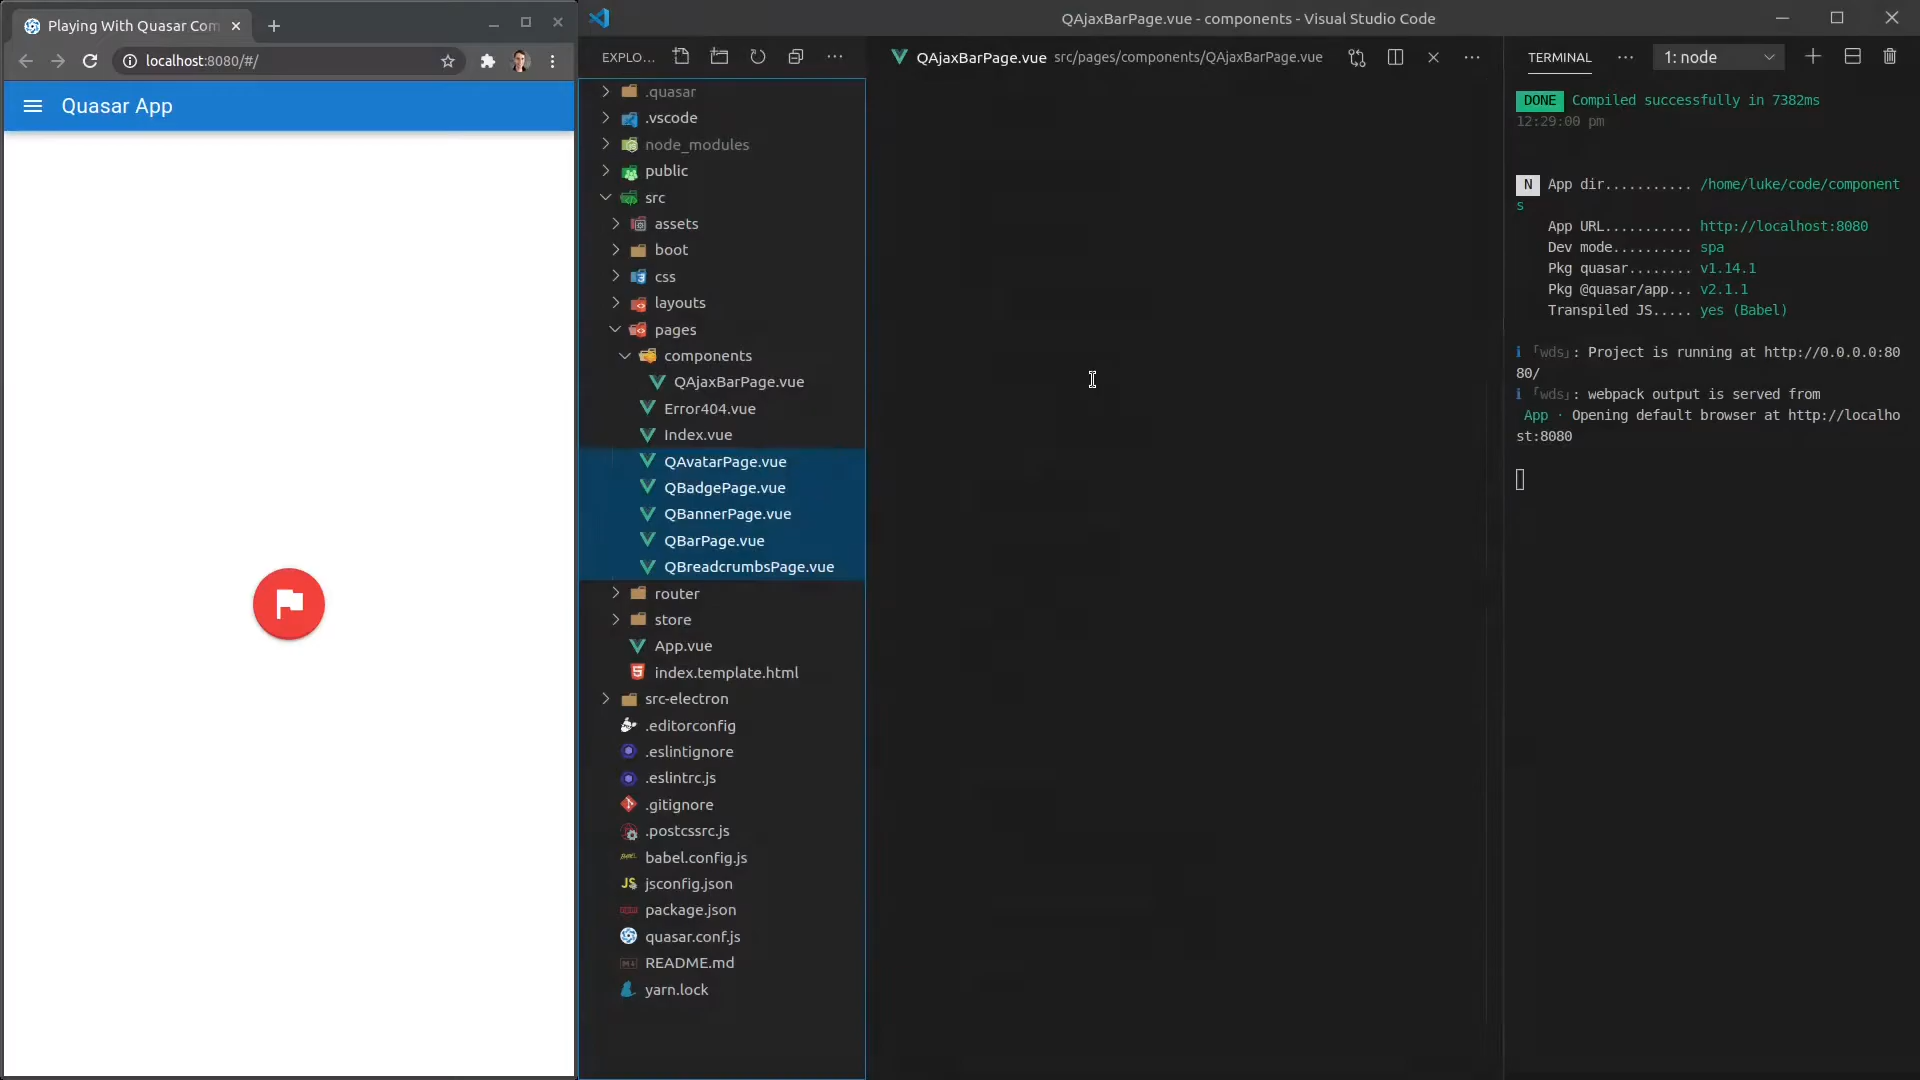 Playing With Quasar Com
localhost:8080/#/
Quasar App
QAjaxBarPage.vue - components - Visual Studio Code
EXPLO...
.quasar
.vscode
node_modules
public
src
assets
boot
css
layouts
pages
components
QAjaxBarPage.vue
Error404.vue
Index.vue
QAvatarPage.vue
QBadgePage.vue
QBannerPage.vue
QBarPage.vue
QBreadcrumbsPage.vue
router
store
App.vue
index.template.html
src-electron
.editorconfig
.eslintignore
.eslintrc.js
.gitignore
.postcssrc.js
babel.config.js
jsconfig.json
package.json
quasar.conf.js
README.md
yarn.lock
QAjaxBarPage.vue src/pages/components/QAjaxBarPage.vue
TERMINAL ... 1: node
DONE Compiled successfully in 7382ms
12:29:00 pm
N App dir........... /home/luke/code/component
s
App URL........... http://localhost:8080
Dev mode.......... spa
Pkg quasar........ v1.14.1
Pkg @quasar/app... v2.1.1
Transpiled JS..... yes (Babel)
ℹ ｢wds｣: Project is running at http://0.0.0.0:80
80/
ℹ ｢wds｣: webpack output is served from
App · Opening default browser at http://localho
st:8080